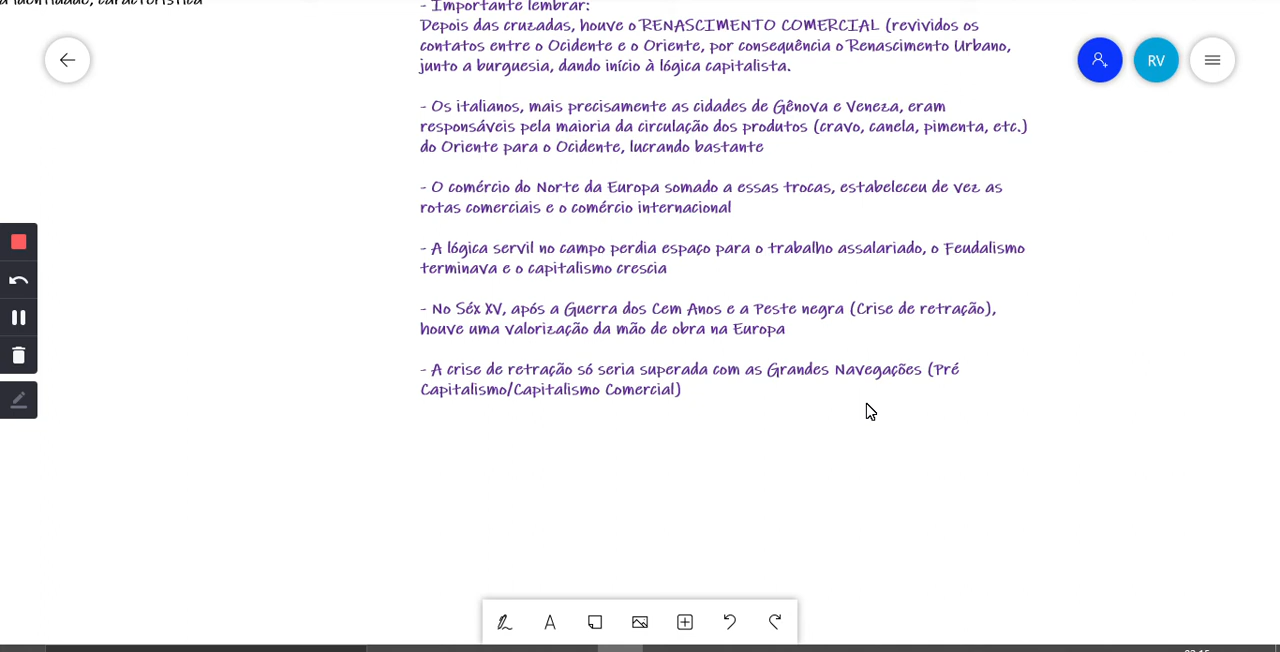 a identidade, característica
- Importante lembrar:
Depois das cruzadas, houve o RENASCIMENTO COMERCIAL (revividos os
contatos entre o Ocidente e o Oriente, por consequência o Renascimento Urbano,
junto a burguesia, dando início à lógica capitalista.
RV
- Os italianos, mais precisamente as cidades de Gênova e Veneza, eram
responsáveis pela maioria da circulação dos produtos (cravo, canela, pimenta, etc.)
do Oriente para o Ocidente, lucrando bastante
- O comércio do Norte da Europa somado a essas trocas, estabeleceu de vez as
rotas comerciais e o comércio internacional
- A lógica servil no campo perdia espaço para o trabalho assalariado, o Feudalismo
terminava e o capitalismo crescia
- No Séx XV, após a Guerra dos Cem Anos e a Peste negra (Crise de retração),
houve uma valorização da mão de obra na Europa
- A crise de retração só seria superada com as Grandes Navegações (Pré
Capitalismo/Capitalismo Comercial)